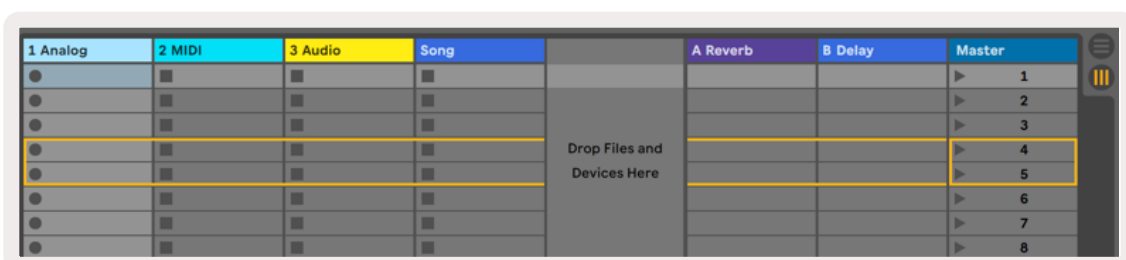 1 Analog
2 MIDI
3 Audio
Song
A Reverb
B Delay
Master
1
2
3
Drop Files and
4
Devices Here
5
6
7
8